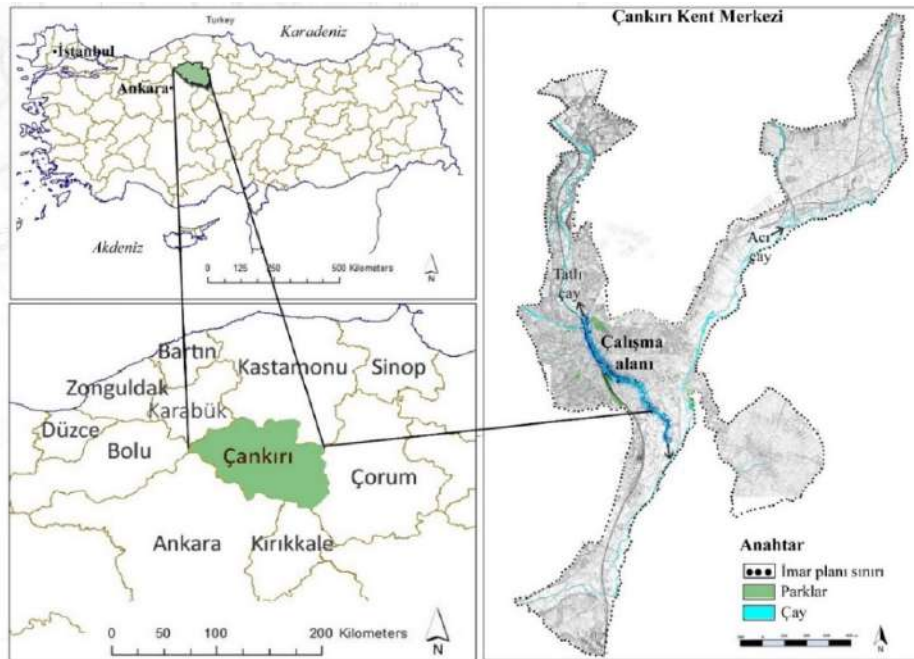 Turkey
Karadeniz
İstanbul
Ankara
Akdeniz
0 125 250 500 Kilometers
N
Bartın
Kastamonu
Sinop
Zonguldak
Karabük
Düzce
Bolu
Çankırı
Çorum
Ankara
Kırıkkale
0 50 100 200 Kilometers
N
Çankırı Kent Merkezi
Acı
çay
Tatlı
çay
Çalışma
alanı
Anahtar
İmar planı sınırı
Parklar
Çay
N